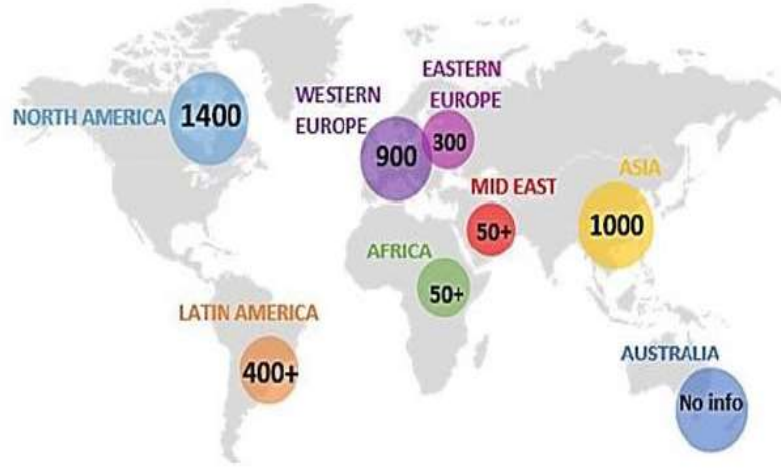 NORTH AMERICA
1400
WESTERN
EUROPE
900
EASTERN
EUROPE
300
MID EAST
50+
ASIA
1000
AFRICA
50+
LATIN AMERICA
400+
AUSTRALIA
No info